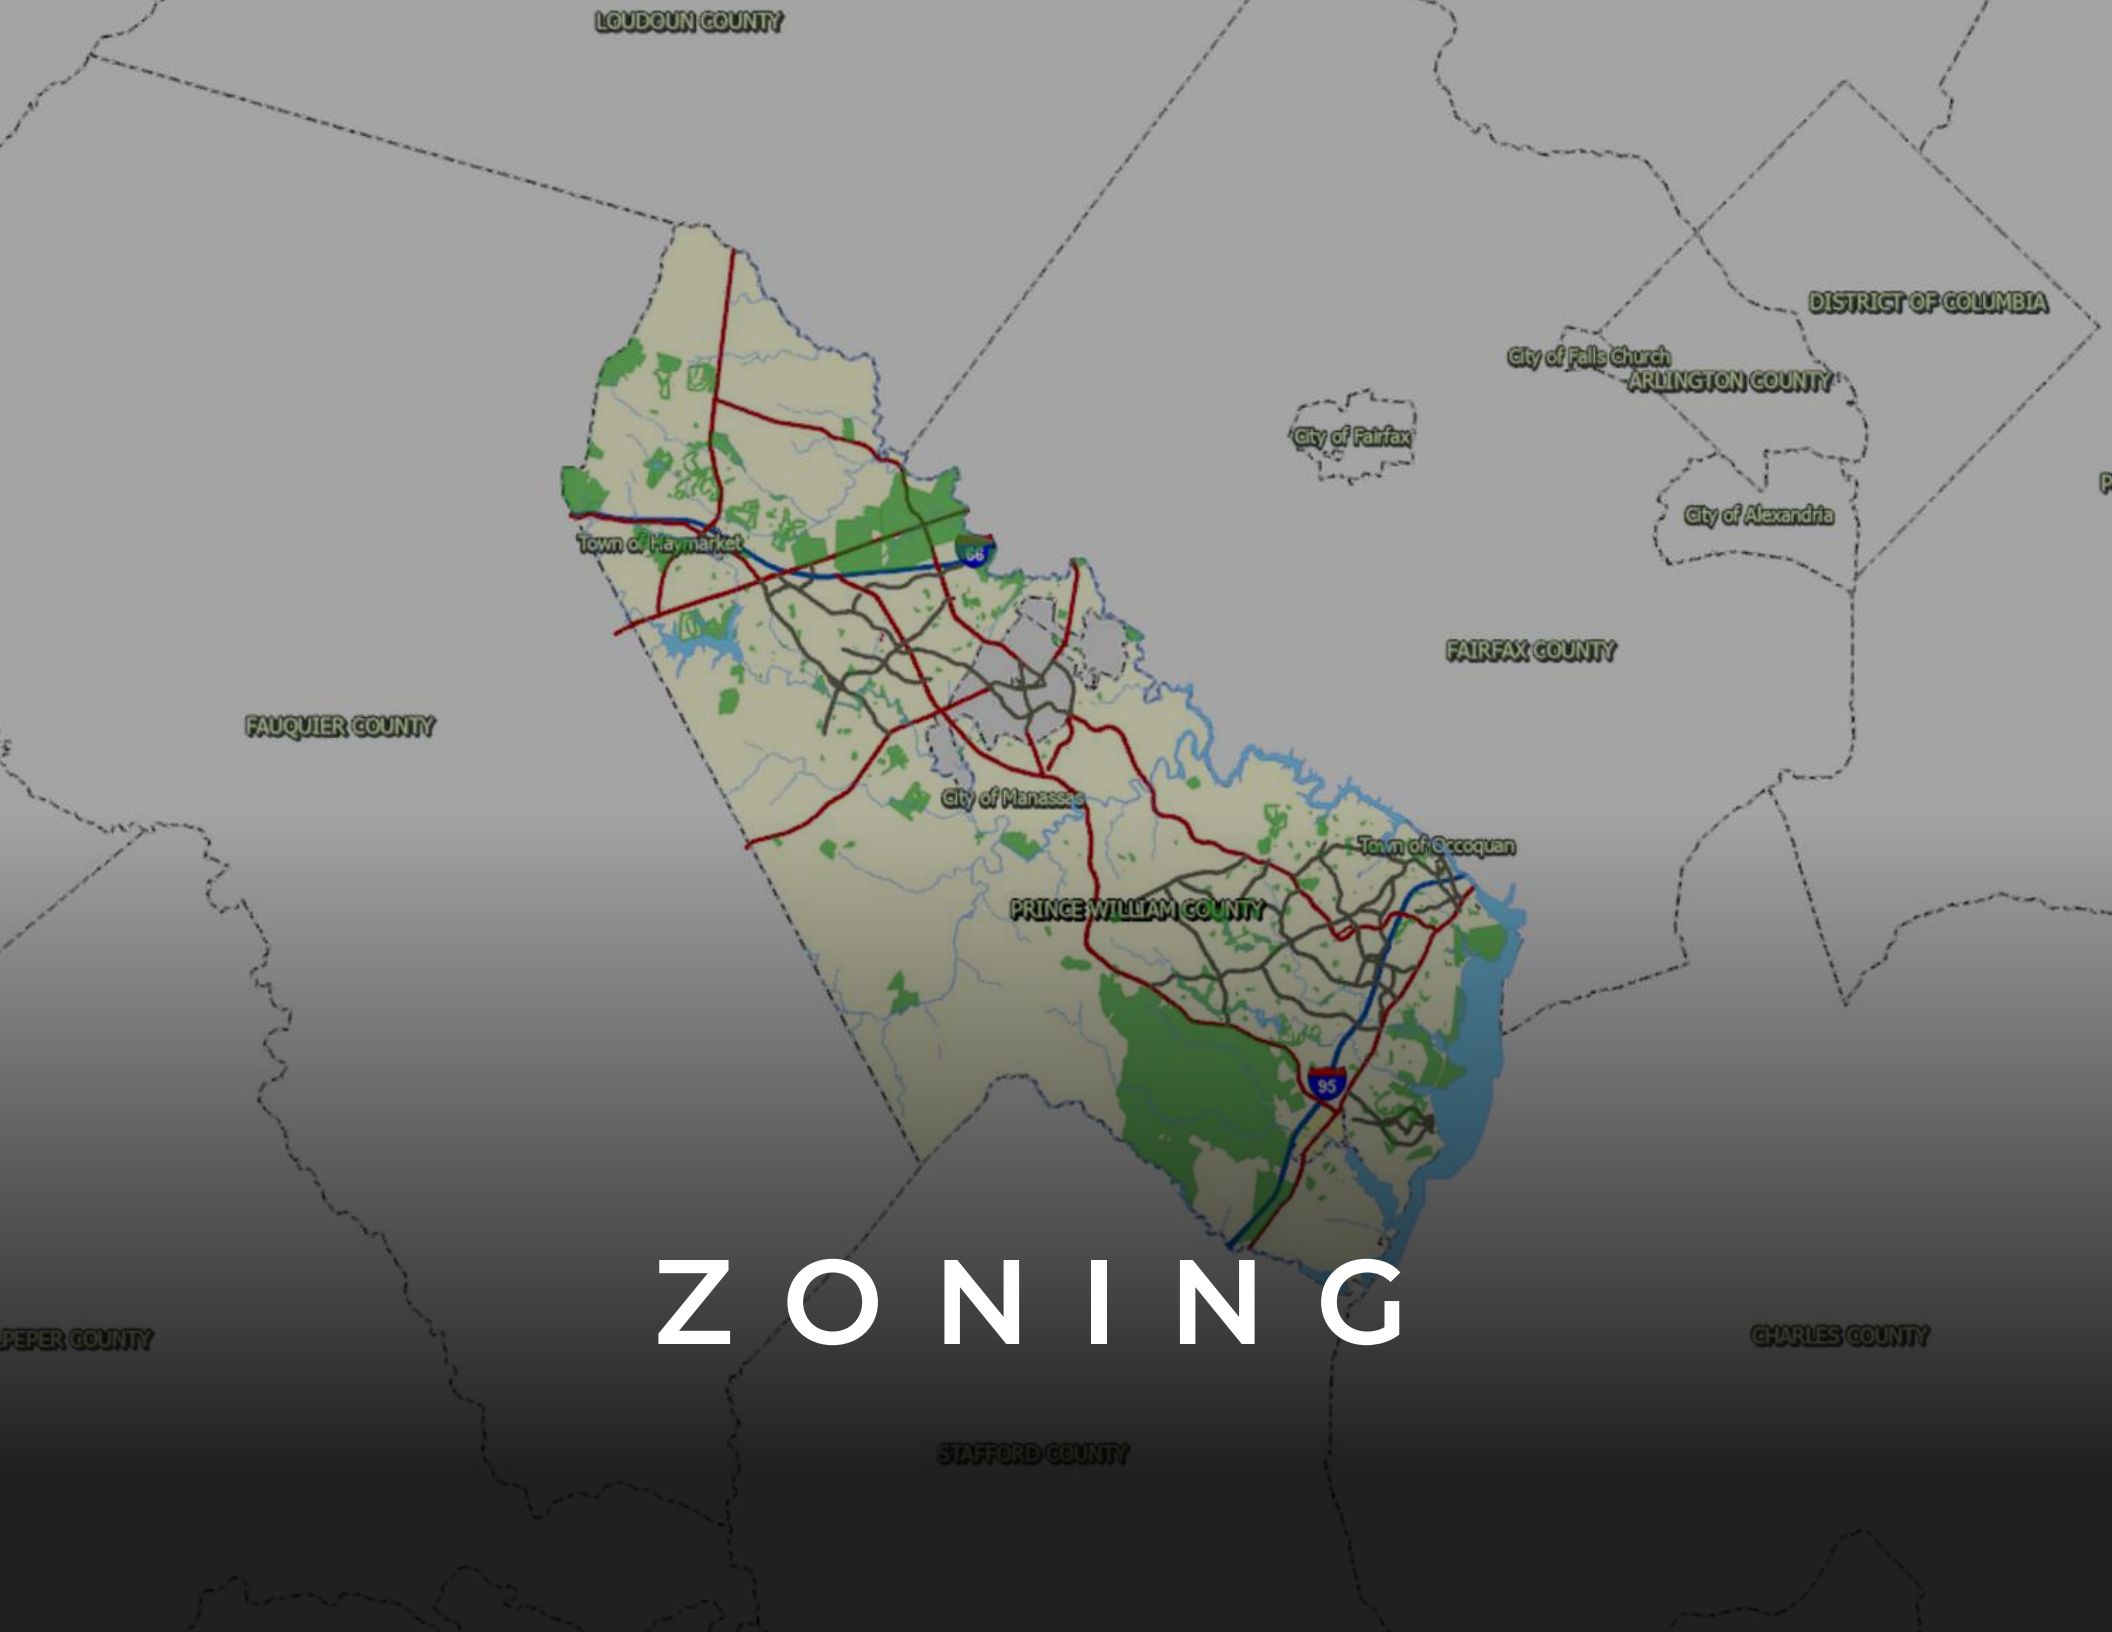 LOUDOUN COUNTY
DISTRICT OF COLUMBIA
City of Falls Church
ARLINGTON COUNTY
City of Fairfax
City of Alexandria
66
Town of Haymarket
FAIRFAX COUNTY
FAUQUIER COUNTY
City of Manassas
Town of Occoquan
PRINCE WILLIAM COUNTY
95
ZONING
PEPER COUNTY
CHARLES COUNTY
STAFFORD COUNTY